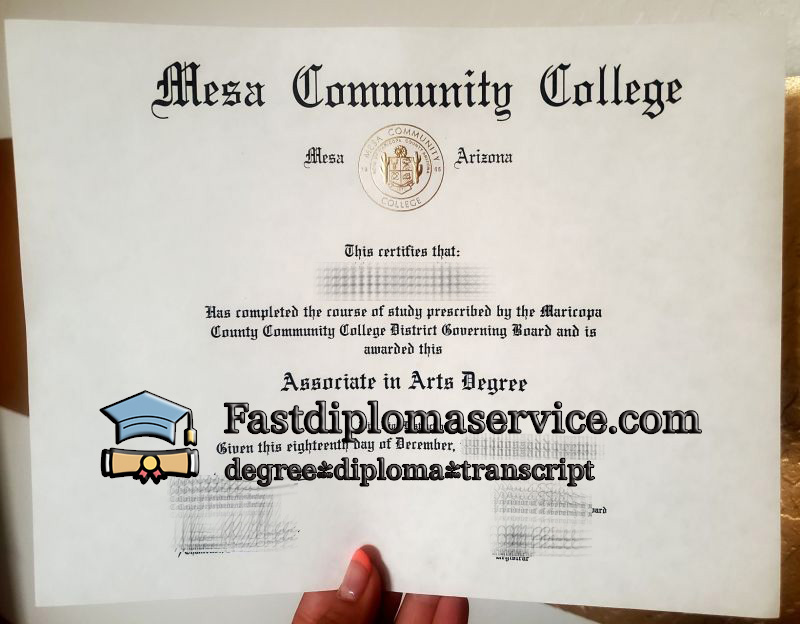 Mesa Community College
Mesa Arizona
MESA COMMUNITY
COLLEGE
This certifies that:
Has completed the course of study prescribed by the Maricopa
County Community College District Governing Board and is
awarded this
Associate in Arts Degree
Fastdiplomaservice.com
Given this eighteenth day of December,
degree*diploma*transcript